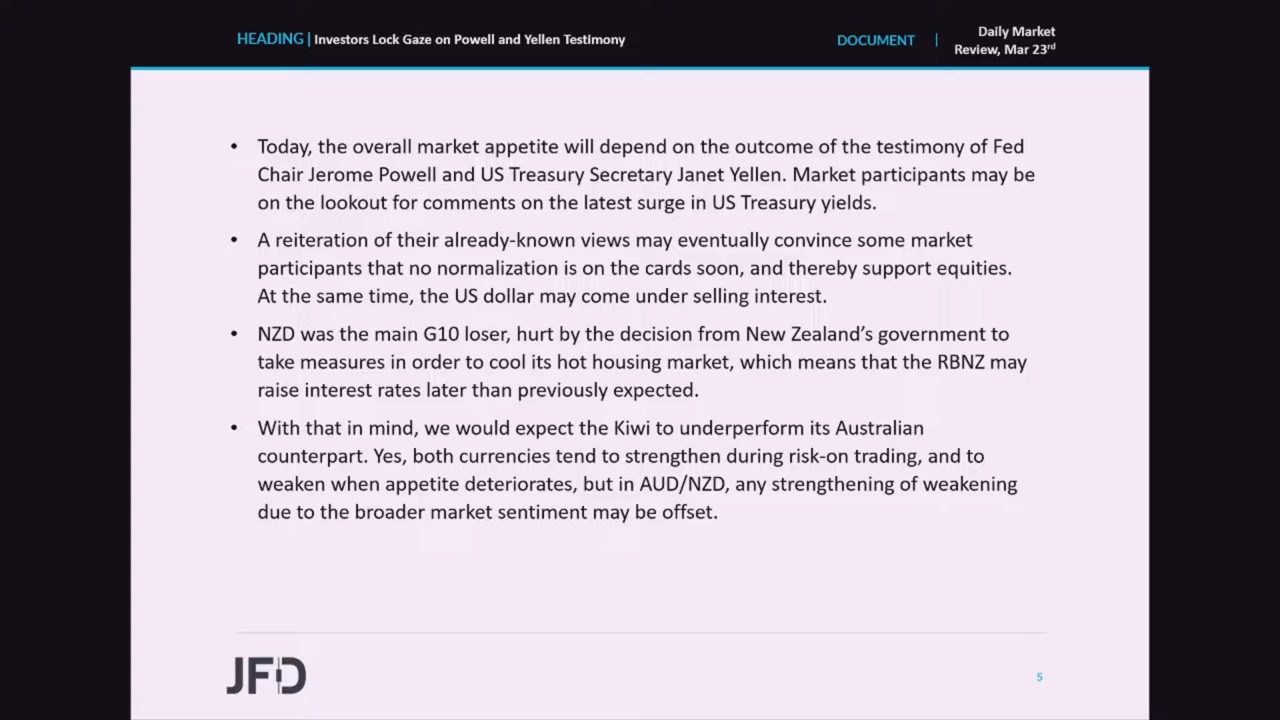 HEADING | Investors Lock Gaze on Powell and Yellen Testimony
DOCUMENT | Daily Market
Review, Mar 23rd
• Today, the overall market appetite will depend on the outcome of the testimony of Fed
Chair Jerome Powell and US Treasury Secretary Janet Yellen. Market participants may be
on the lookout for comments on the latest surge in US Treasury yields.
• A reiteration of their already-known views may eventually convince some market
participants that no normalization is on the cards soon, and thereby support equities.
At the same time, the US dollar may come under selling interest.
• NZD was the main G10 loser, hurt by the decision from New Zealand’s government to
take measures in order to cool its hot housing market, which means that the RBNZ may
raise interest rates later than previously expected.
• With that in mind, we would expect the Kiwi to underperform its Australian
counterpart. Yes, both currencies tend to strengthen during risk-on trading, and to
weaken when appetite deteriorates, but in AUD/NZD, any strengthening of weakening
due to the broader market sentiment may be offset.
JFD
5